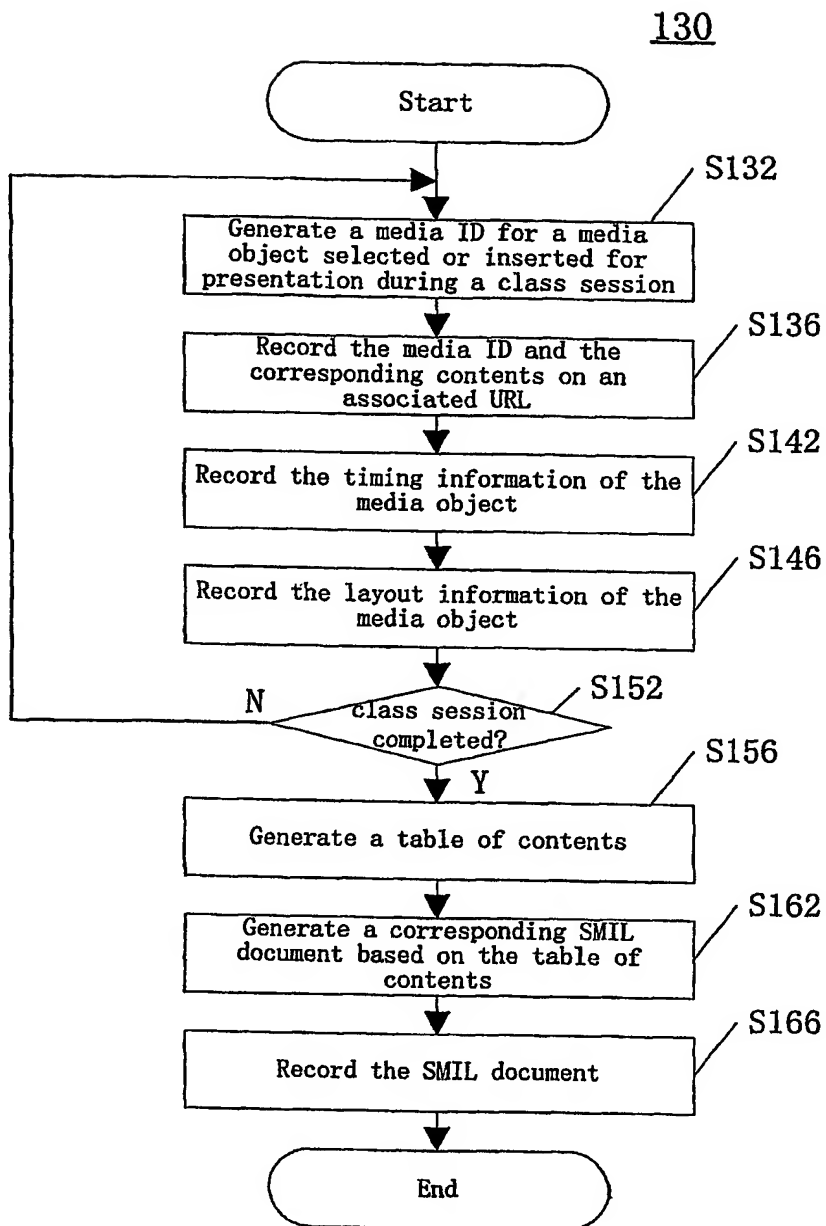 130
Start
S132
Generate a media ID for a media
object selected or inserted for
presentation during a class session
S136
Record the media ID and the
corresponding contents on an
associated URL
S142
Record the timing information of the
media object
S146
Record the layout information of the
media object
S152
N
class session
completed?
Y
S156
Generate a table of contents
S162
Generate a corresponding SMIL
document based on the table of
contents
S166
Record the SMIL document
End